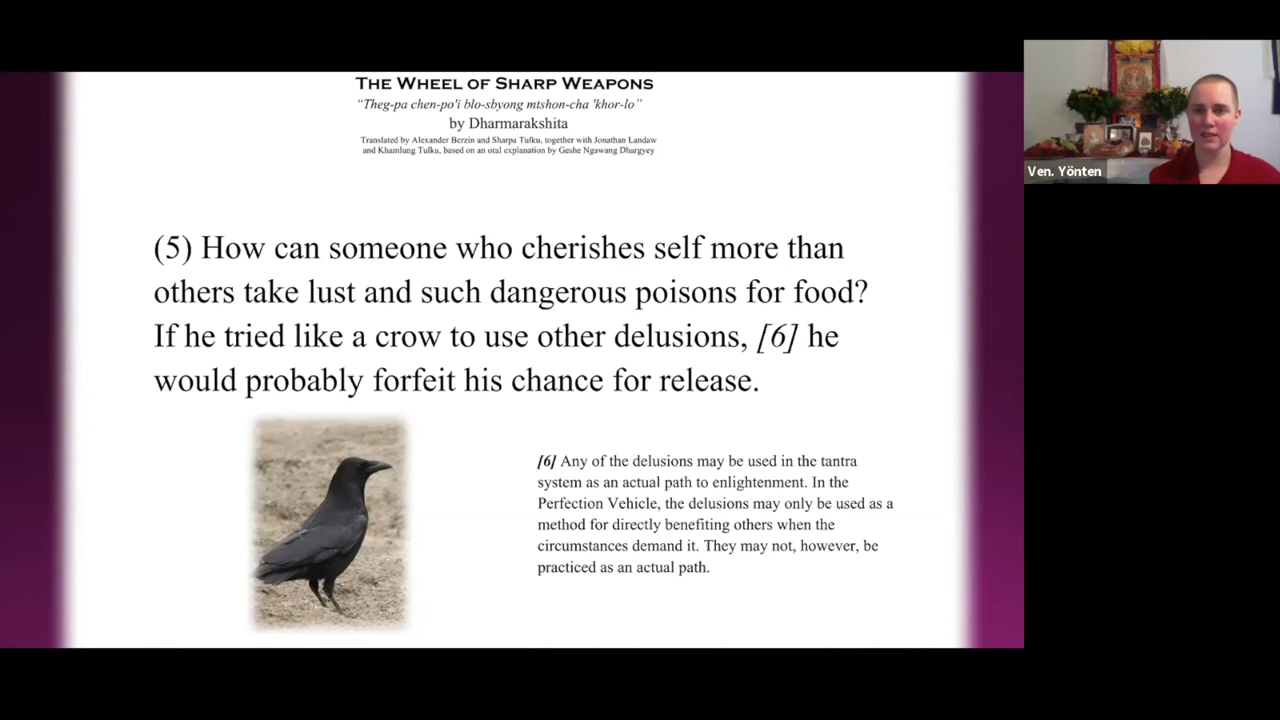 THE WHEEL OF SHARP WEAPONS
"Theg-pa chen-po'i blo-sbyong mtshon-cha 'khor-lo"
by Dharmarakshita
Translated by Alexander Berzin and Sharpa Tulku, together with Jonathan Landaw
and Khamlung Tulku, based on an oral explanation by Geshe Ngawang Dhargyey
Ven. Yönten
(5) How can someone who cherishes self more than
others take lust and such dangerous poisons for food?
If he tried like a crow to use other delusions, [6] he
would probably forfeit his chance for release.
[6] Any of the delusions may be used in the tantra
system as an actual path to enlightenment. In the
Perfection Vehicle, the delusions may only be used as a
method for directly benefiting others when the
circumstances demand it. They may not, however, be
practiced as an actual path.